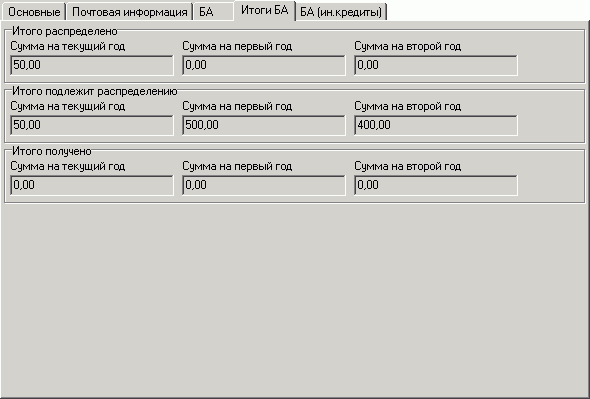 Основные Почтовая информация БА Итоги БА БА (ин.кредиты)
Итого распределено
Сумма на текущий год Сумма на первый год Сумма на второй год
50,00 0,00 0,00
Итого подлежит распределению
Сумма на текущий год Сумма на первый год Сумма на второй год
50,00 500,00 400,00
Итого получено
Сумма на текущий год Сумма на первый год Сумма на второй год
0,00 0,00 0,00